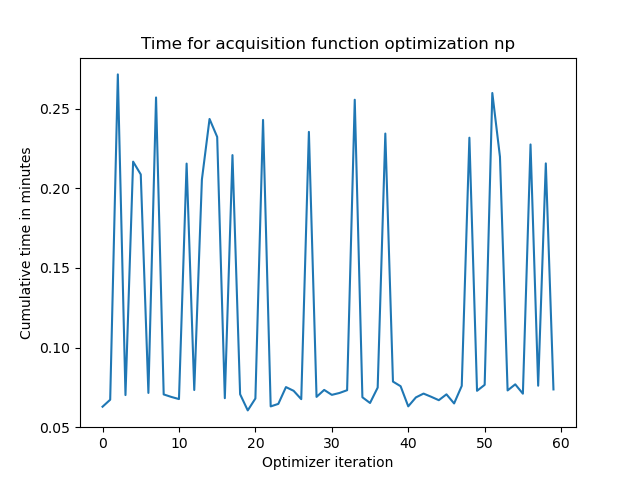 Time for acquisition function optimization np
Cumulative time in minutes
0.25
0.20
0.15
0.10
0.05
0 10 20 30 40 50 60
Optimizer iteration